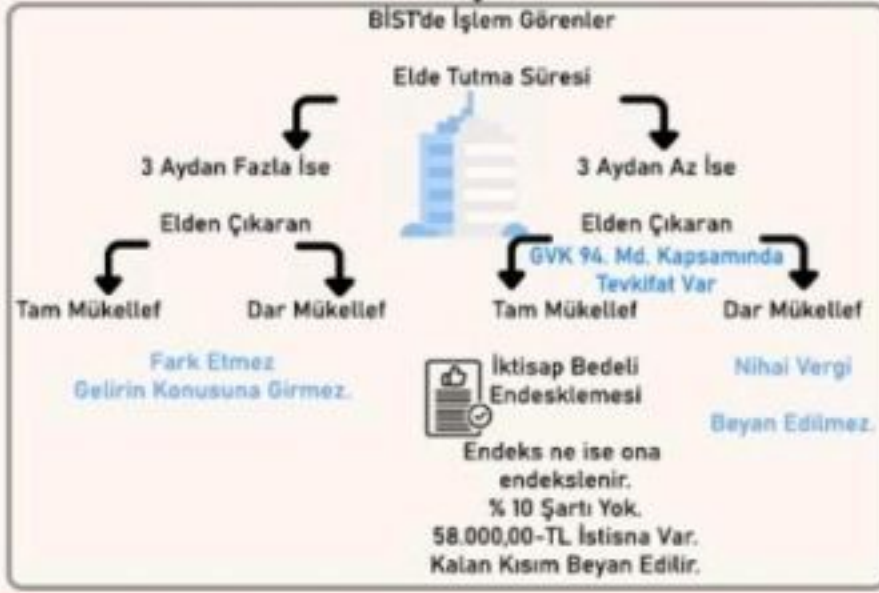 BİST'de İşlem Görenler
Elde Tutma Süresi
3 Aydan Fazla İse
3 Aydan Az İse
Elden Çıkaran
Elden Çıkaran
GVK 94. Md. Kapsamında
Tevkifat Var
Tam Mükellef
Dar Mükellef
Tam Mükellef
Dar Mükellef
Fark Etmez
Gelirin Konusuna Girmez.
İktisap Bedeli
Endesklemesi
Nihai Vergi
Beyan Edilmez.
Endeks ne ise ona
endekslenir.
% 10 Şartı Yok.
58.000,00-TL İstisna Var.
Kalan Kısım Beyan Edilir.